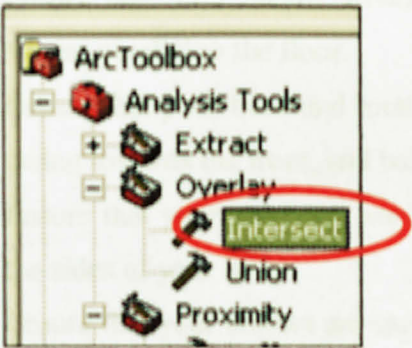 ArcToolbox
Analysis Tools
Extract
Overlay
Intersect
Union
Proximity